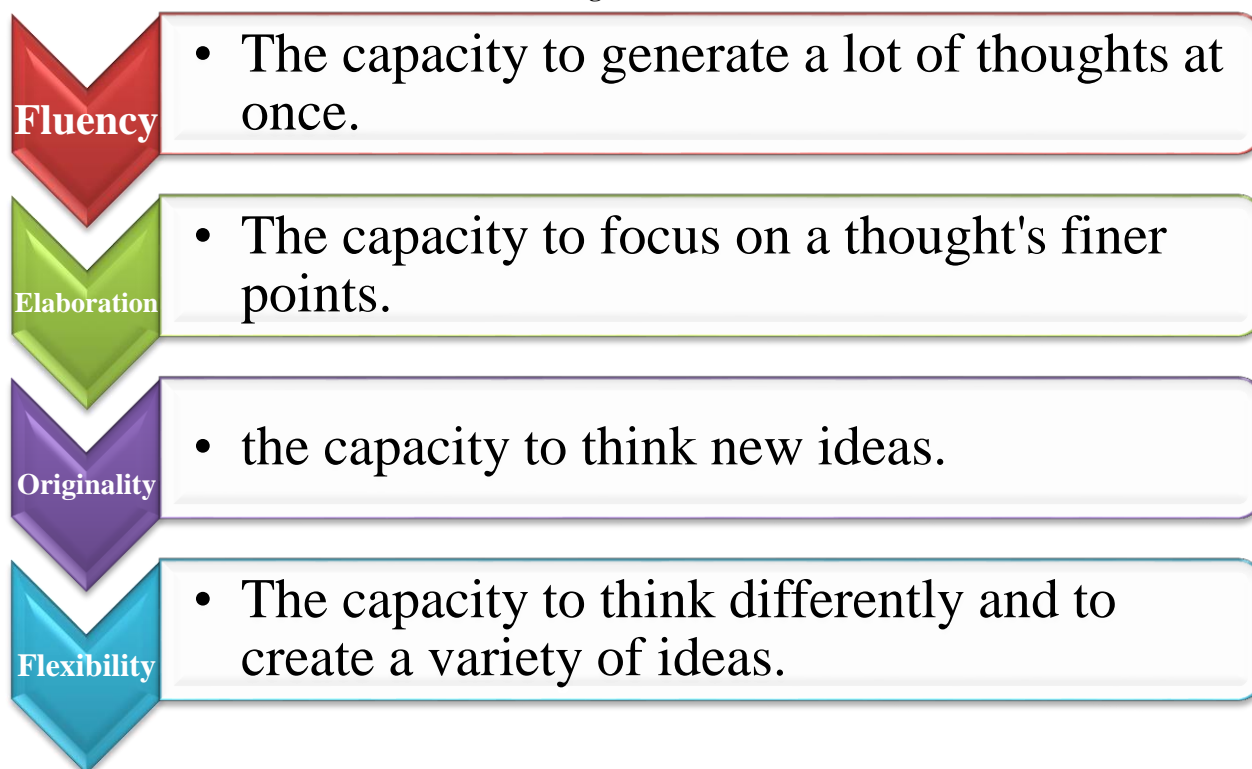 Fluency
• The capacity to generate a lot of thoughts at
once.
Elaboration
• The capacity to focus on a thought's finer
points.
Originality
• the capacity to think new ideas.
Flexibility
• The capacity to think differently and to
create a variety of ideas.